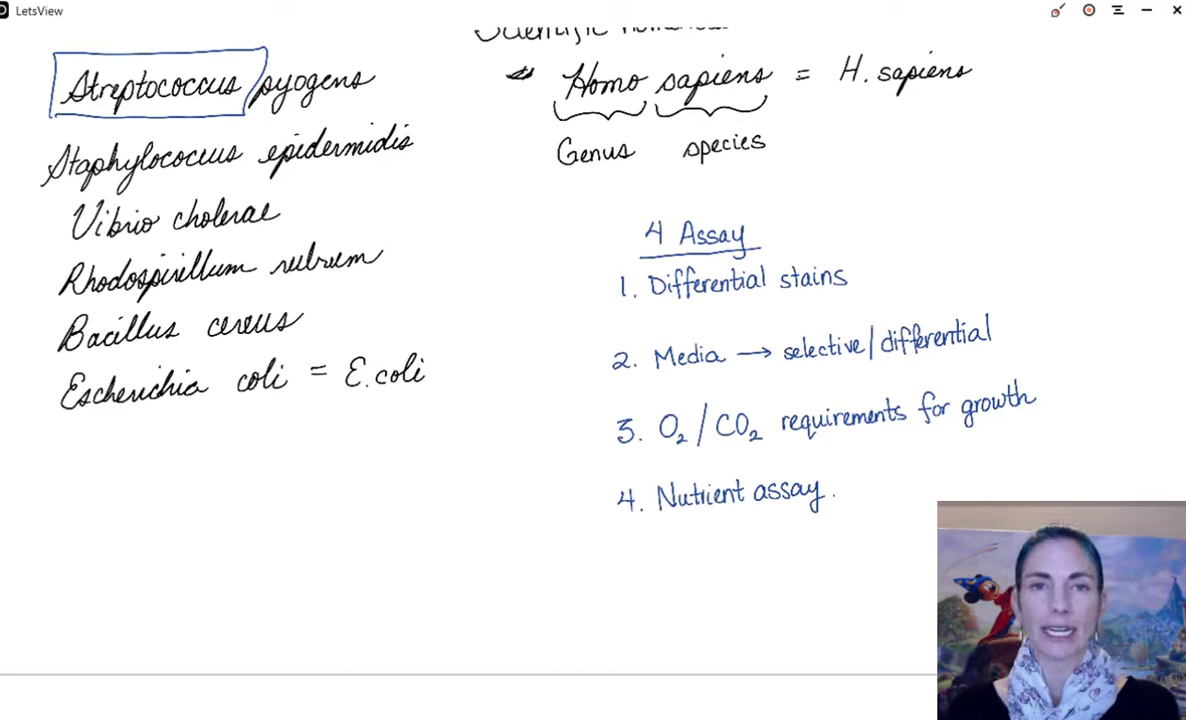 LetsView
Streptococcus pyogens
Staphylococcus epidermidis
Vibrio cholerae
Rhodospirillum rubrum
Bacillus cereus
Escherichia coli = E. coli
Scientific
Homo sapiens = H. sapiens
Genus species
4 Assay
1. Differential stains
2. Media → selective/differential
3. O₂/CO₂ requirements for growth
4. Nutrient assay.